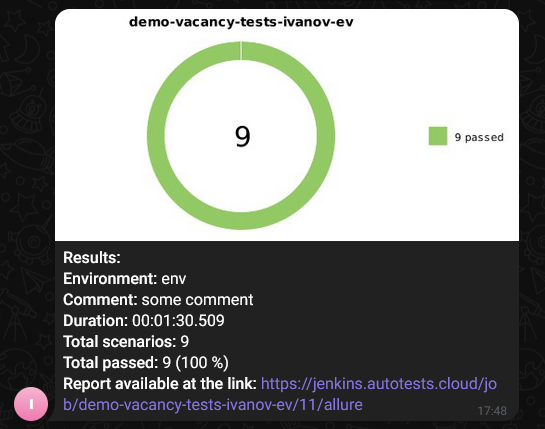 demo-vacancy-tests-ivanov-ev
9
9 passed
Results:
Environment: env
Comment: some comment
Duration: 00:01:30.509
Total scenarios: 9
Total passed: 9 (100 %)
Report available at the link: https://jenkins.autotests.cloud/jo
b/demo-vacancy-tests-ivanov-ev/11/allure
I
17:48